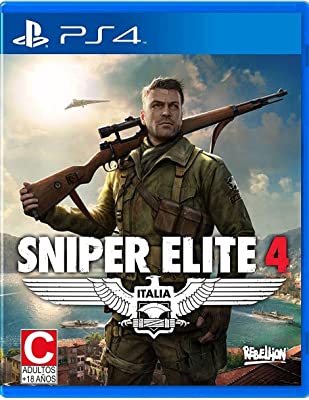 PS4
SNIPER ELITE 4
ITALIA
C
ADULTOS
+18 AÑOS
REBELLION